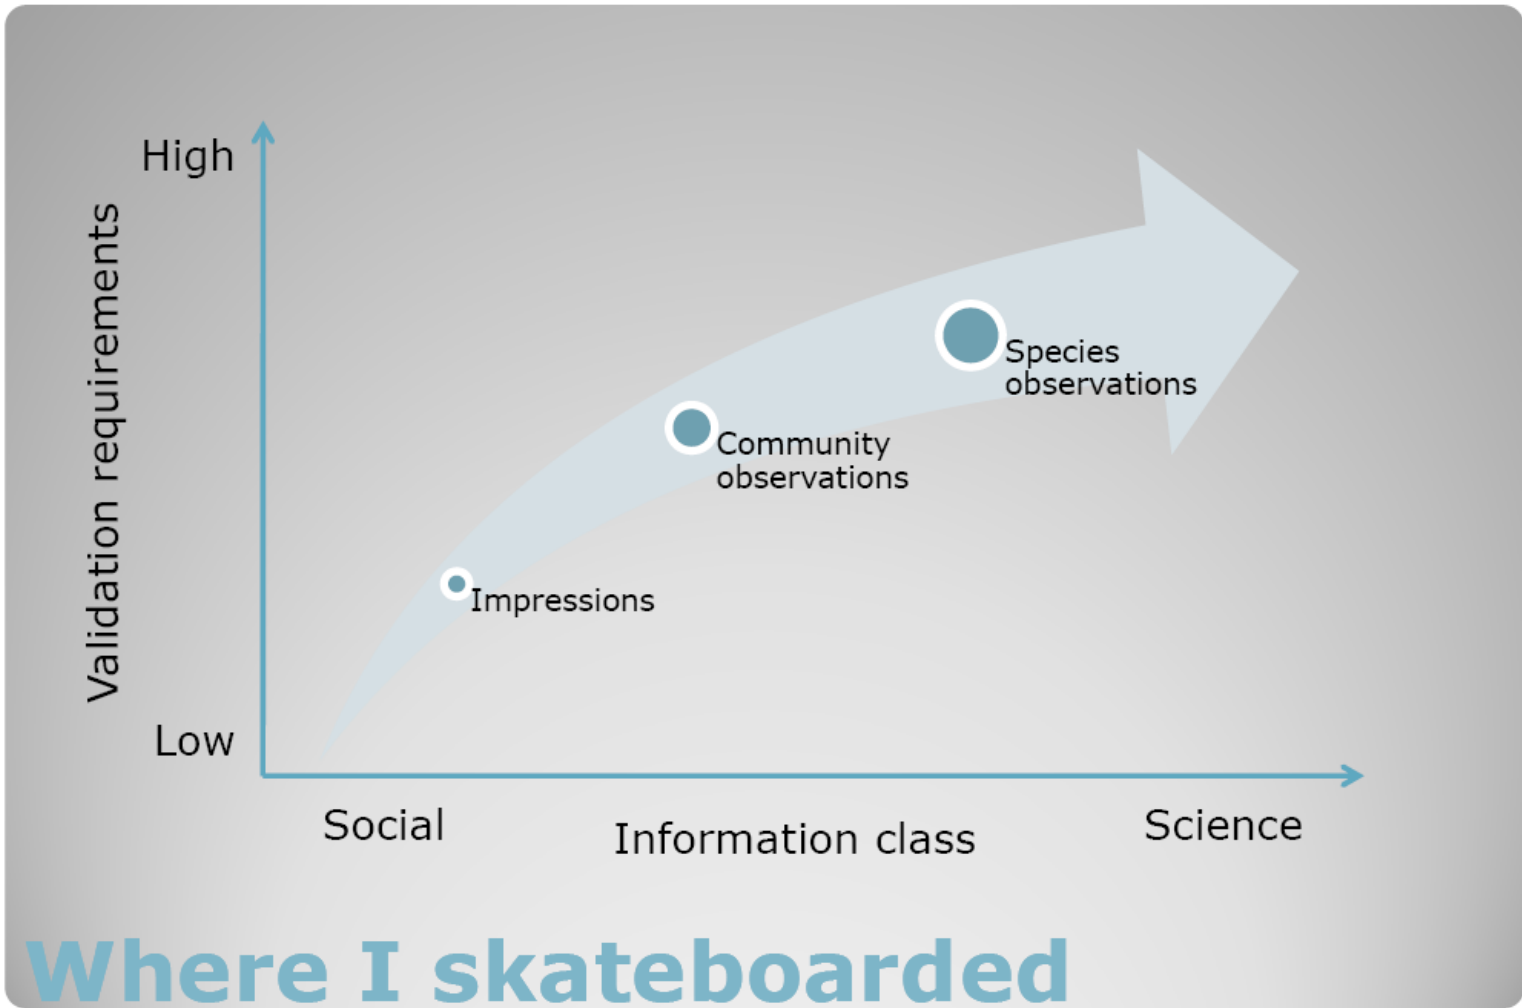 High
Validation requirements
Low
Species
observations
Community
observations
Impressions
Social
Information class
Science
Where I skateboarded